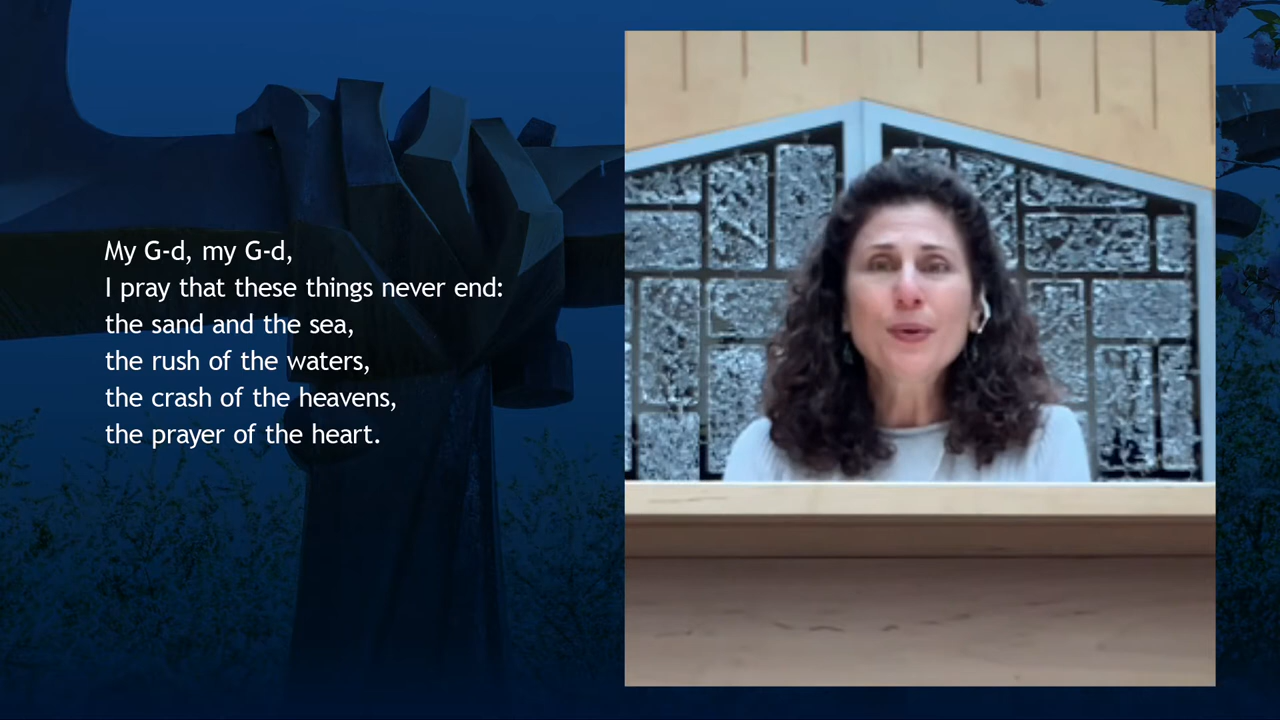 My G-d, my G-d,
I pray that these things never end:
the sand and the sea,
the rush of the waters,
the crash of the heavens,
the prayer of the heart.